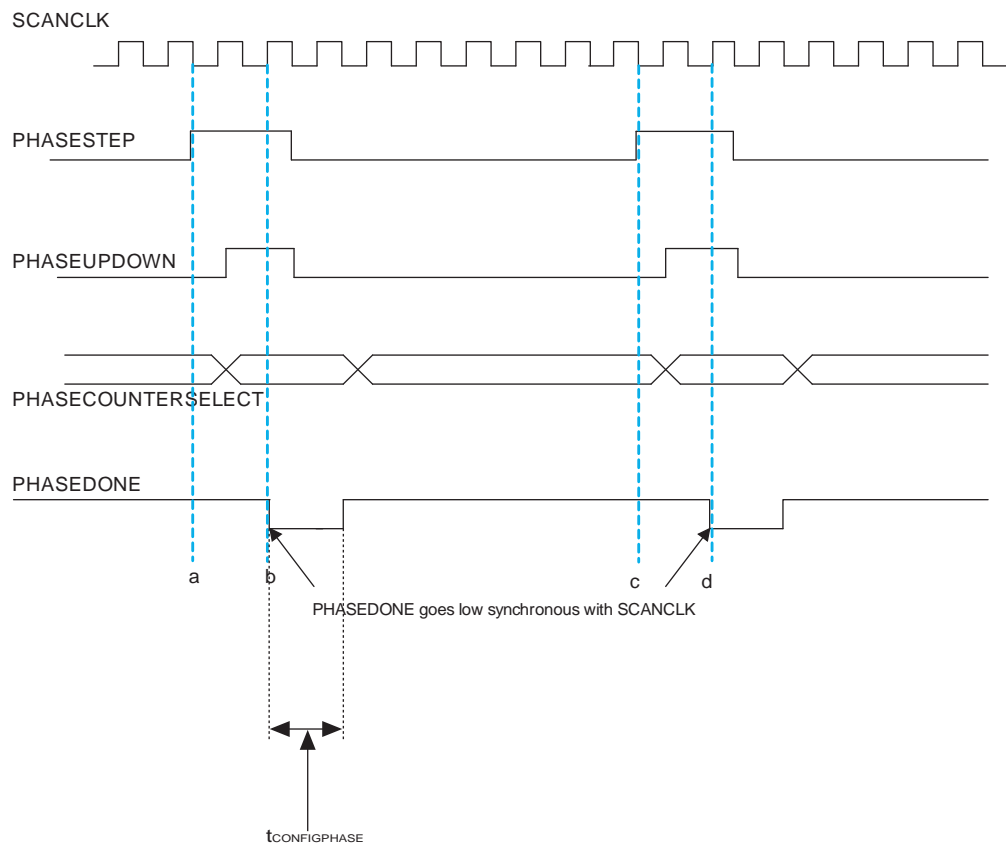 SCANCLK
PHASESTEP
PHASEUPDOWN
PHASECOUNTERSELECT
PHASEDONE
a
b
c
d
PHASEDONE goes low synchronous with SCANCLK
tCONFIGPHASE